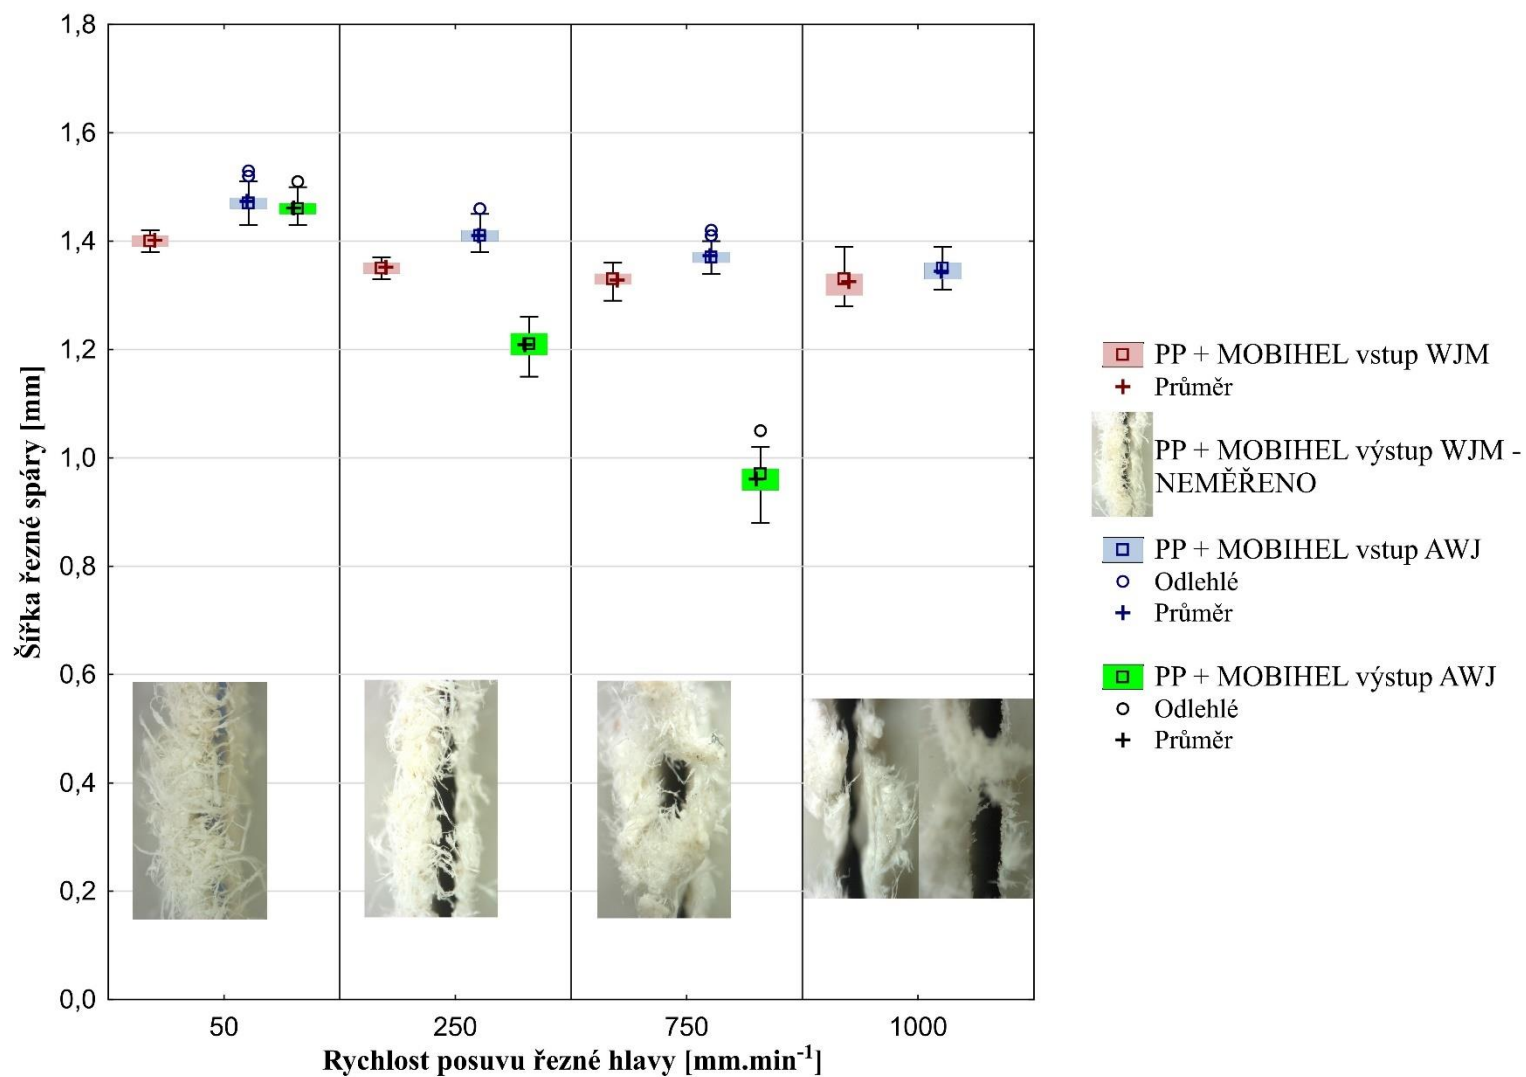 1,8
1,6
1,4
1,2
1,0
0,8
0,6
0,4
0,2
0,0
Šířka řezné spáry [mm]
50 250 750 1000
Rychlost posuvu řezné hlavy [mm.min-1]
PP + MOBIHEL vstup WJM
Průměr
PP + MOBIHEL výstup WJM -
NEMĚŘENO
PP + MOBIHEL vstup AWJ
Odlehlé
Průměr
PP + MOBIHEL výstup AWJ
Odlehlé
Průměr